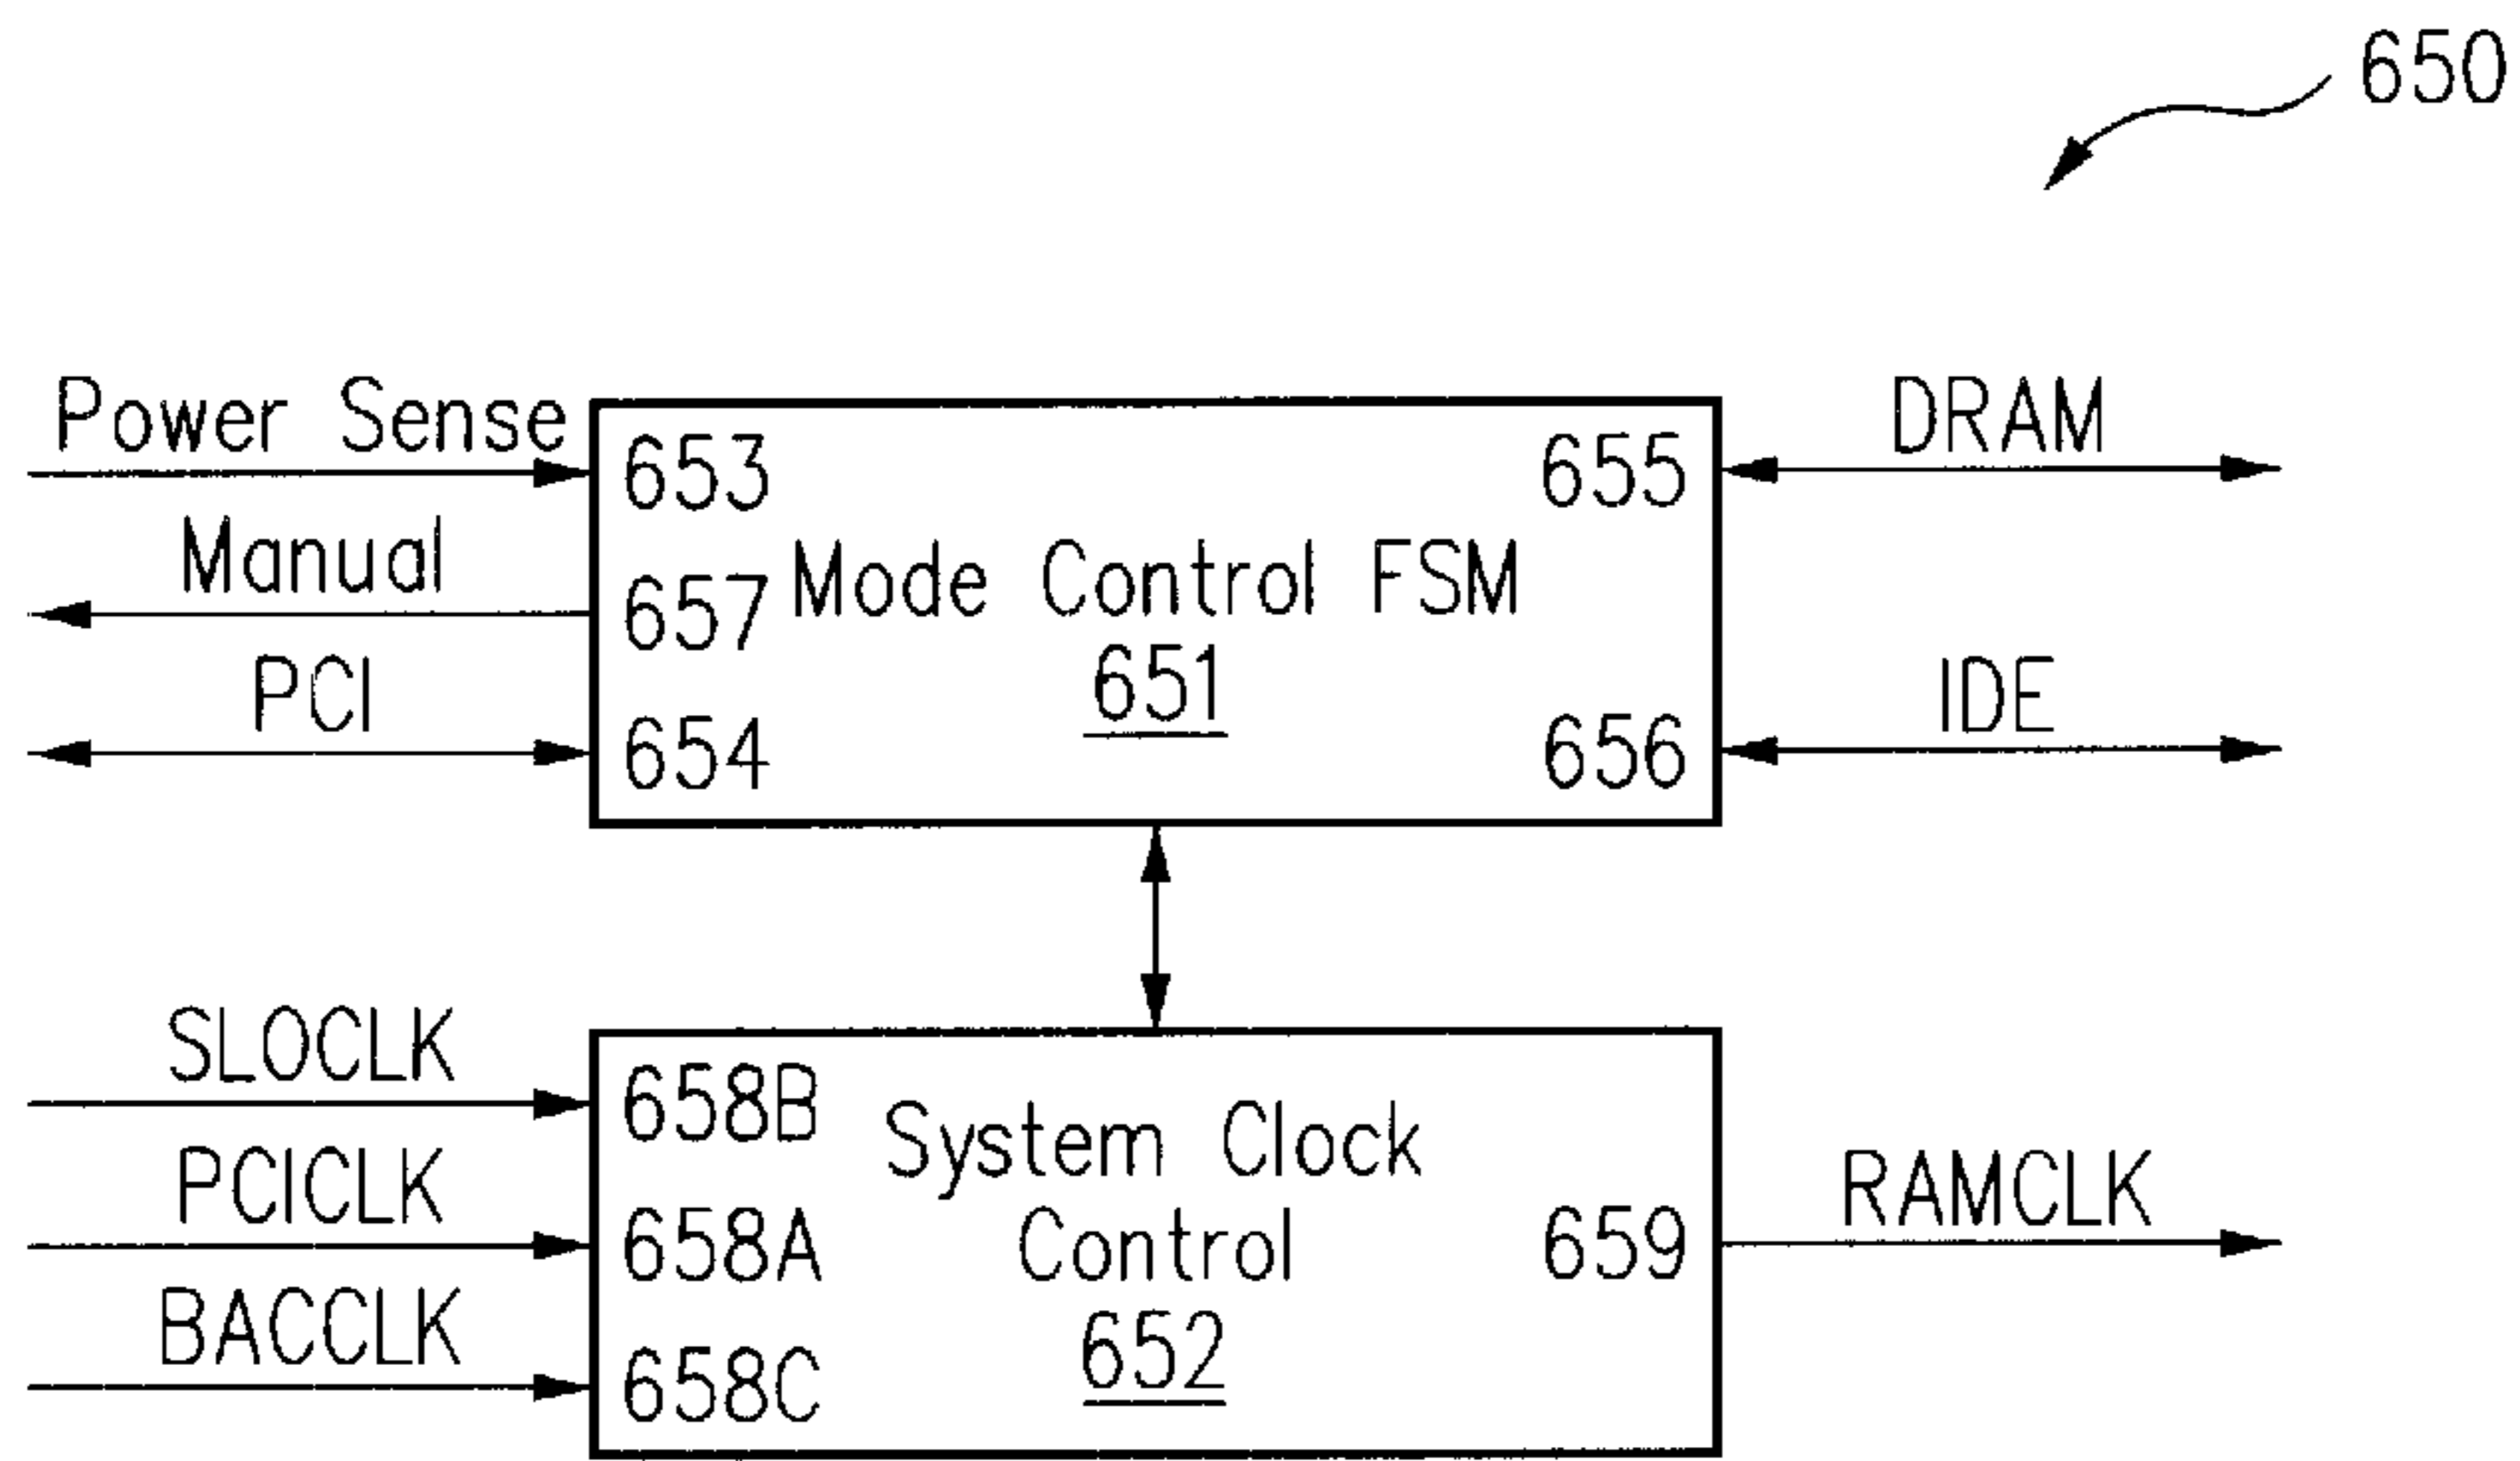 650
Power Sense
653
655
DRAM
Manual
657
Mode Control FSM
651
PCI
654
656
IDE
SLOCLK
658B
System Clock
Control
652
PCICLK
658A
659
RAMCLK
BACCLK
658C